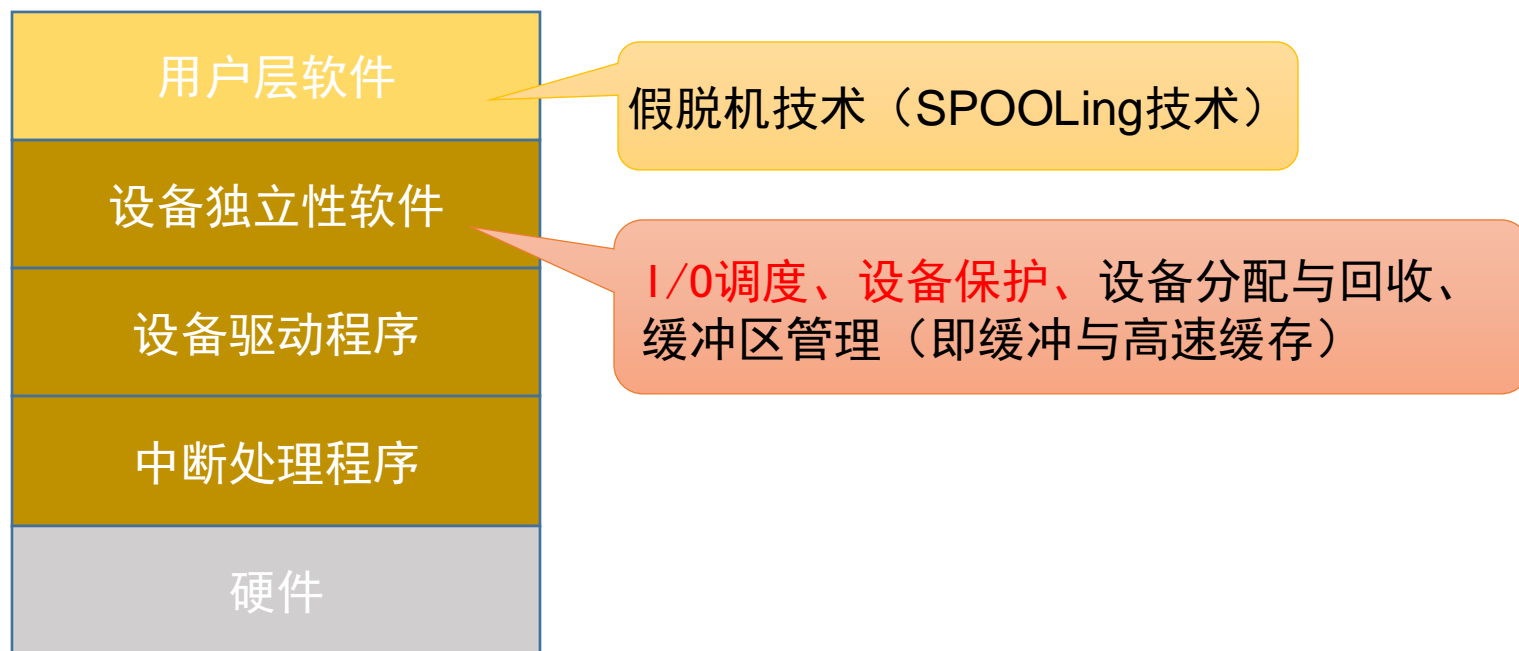 用户层软件
假脱机技术（SPOOLing技术）
设备独立性软件
I/O调度、设备保护、设备分配与回收、
缓冲区管理（即缓冲与高速缓存）
设备驱动程序
中断处理程序
硬件